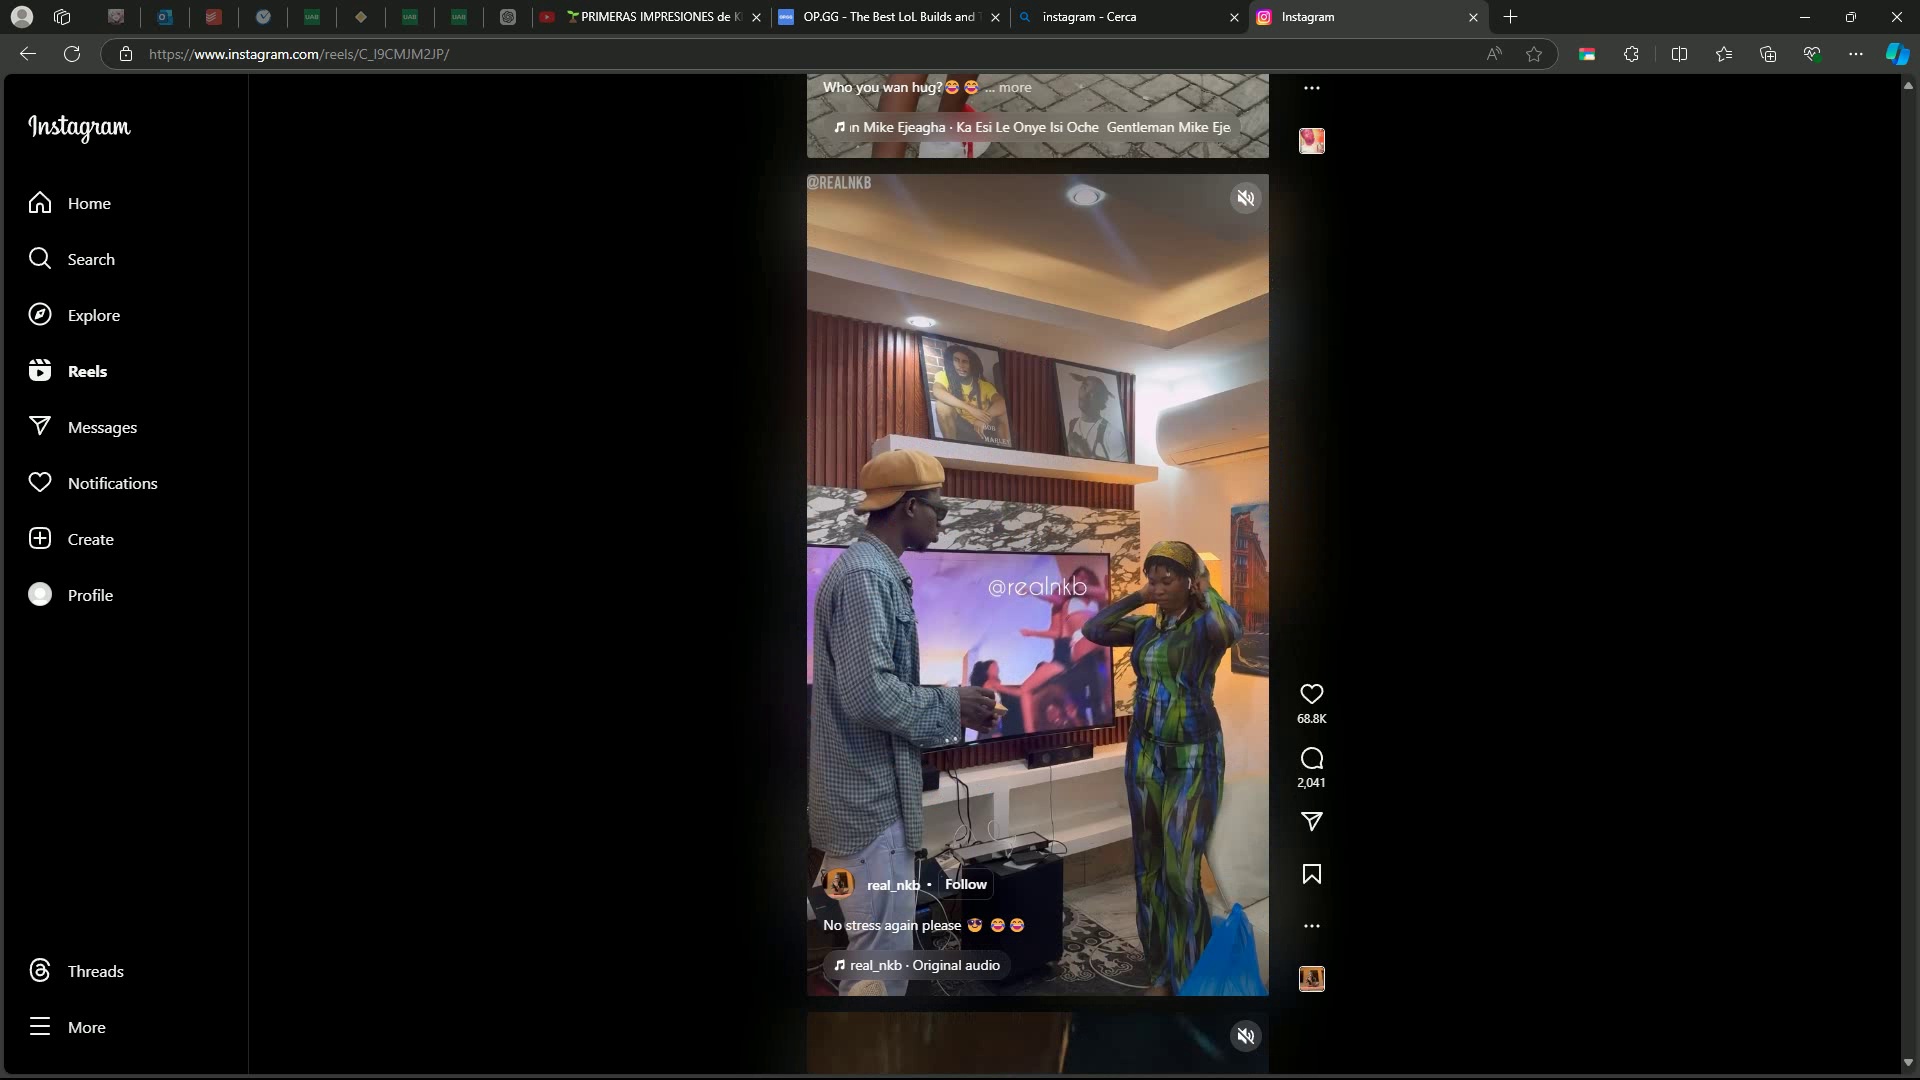 PRIMERAS IMPRESIONES de K
OP.GG - The Best LoL Builds and T
instagram - Cerca
Instagram
https://www.instagram.com/reels/C_I9CMJM2JP/
Instagram
Home
Search
Explore
Reels
Messages
Notifications
Create
Profile
Threads
More
Who you wan hug?😂 😂 ... more
Mike Ejeagha · Ka Esi Le Onye Isi Oche Gentleman Mike Eje
@REALNKB
BOB
MARLEY
@realnkb
real_nkb • Follow
No stress again please 😎 😂😂
real_nkb · Original audio
68.8K
2,041